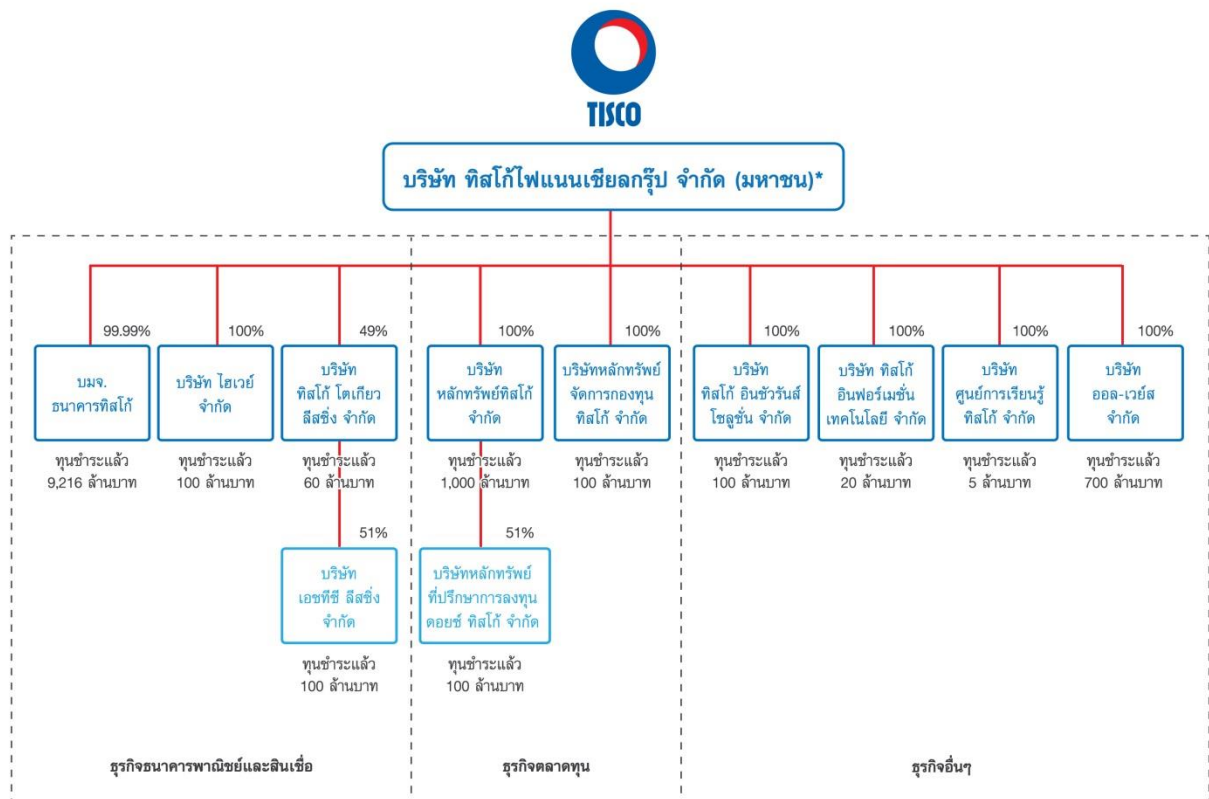 TISCO
บริษัท ทิสโก้ไฟแนนเชียลกรุ๊ป จำกัด (มหาชน)*
99.99%
บมจ.
ธนาคารทิสโก้
ทุนชำระแล้ว
9,216 ล้านบาท
100%
บริษัท ไฮเวย์
จำกัด
ทุนชำระแล้ว
100 ล้านบาท
49%
บริษัท
ทิสโก้ โตเกียว
ลีสซิ่ง จำกัด
ทุนชำระแล้ว
60 ล้านบาท
51%
บริษัท
เอชทีซี ลีสซิ่ง
จำกัด
ทุนชำระแล้ว
100 ล้านบาท
ธุรกิจธนาคารพาณิชย์และสินเชื่อ
100%
บริษัท
หลักทรัพย์ทิสโก้
จำกัด
ทุนชำระแล้ว
1,000 ล้านบาท
51%
บริษัทหลักทรัพย์
ที่ปรึกษาการลงทุน
ดอยช์ ทิสโก้ จำกัด
ทุนชำระแล้ว
100 ล้านบาท
100%
บริษัทหลักทรัพย์
จัดการกองทุน
ทิสโก้ จำกัด
ทุนชำระแล้ว
100 ล้านบาท
ธุรกิจตลาดทุน
100%
บริษัท
ทิสโก้ อินชัวรันส์
โซลูชั่น จำกัด
ทุนชำระแล้ว
100 ล้านบาท
100%
บริษัท ทิสโก้
อินฟอร์เมชั่น
เทคโนโลยี จำกัด
ทุนชำระแล้ว
20 ล้านบาท
100%
บริษัท
ศูนย์การเรียนรู้
ทิสโก้ จำกัด
ทุนชำระแล้ว
5 ล้านบาท
100%
บริษัท
ออล-เวย์ส
จำกัด
ทุนชำระแล้ว
700 ล้านบาท
ธุรกิจอื่นๆ